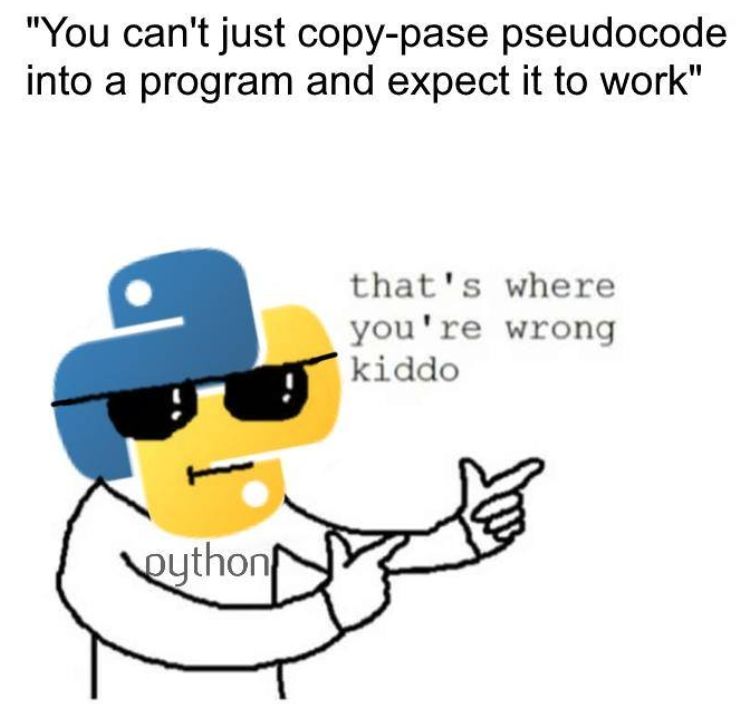 "You can't just copy-pase pseudocode
into a program and expect it to work"
that's where
you're wrong
kiddo
python